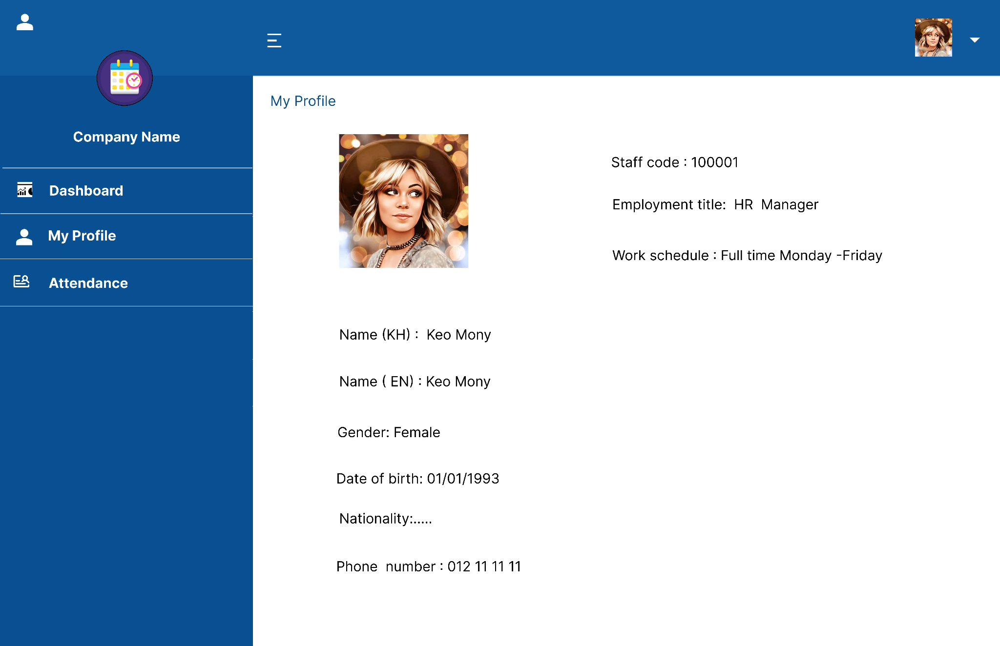 Company Name
Dashboard
My Profile
Attendance
My Profile
Staff code : 100001
Employment title:  HR  Manager
Work schedule : Full time Monday -Friday
Name (KH) :  Keo Mony
Name ( EN) : Keo Mony
Gender: Female
Date of birth: 01/01/1993
Nationality:.....
Phone  number : 012 11 11 11